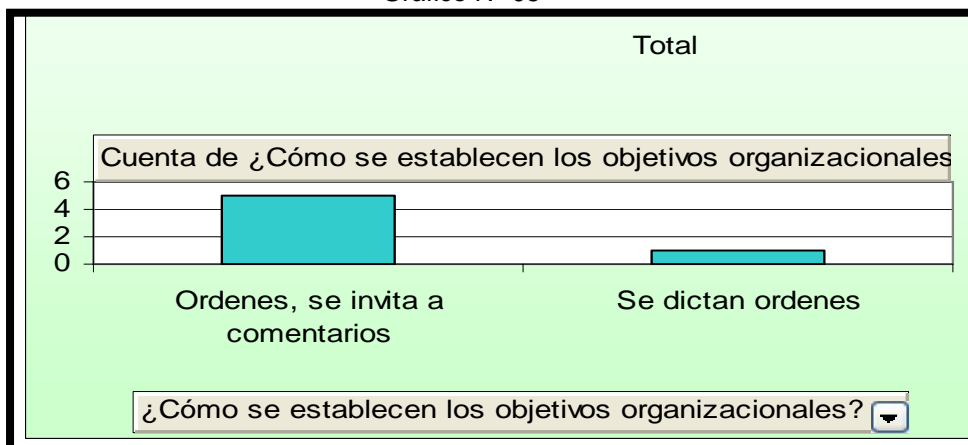 Total
Cuenta de ¿Cómo se establecen los objetivos organizacionales
6
4
2
0
Ordenes, se invita a
comentarios
Se dictan ordenes
¿Cómo se establecen los objetivos organizacionales?